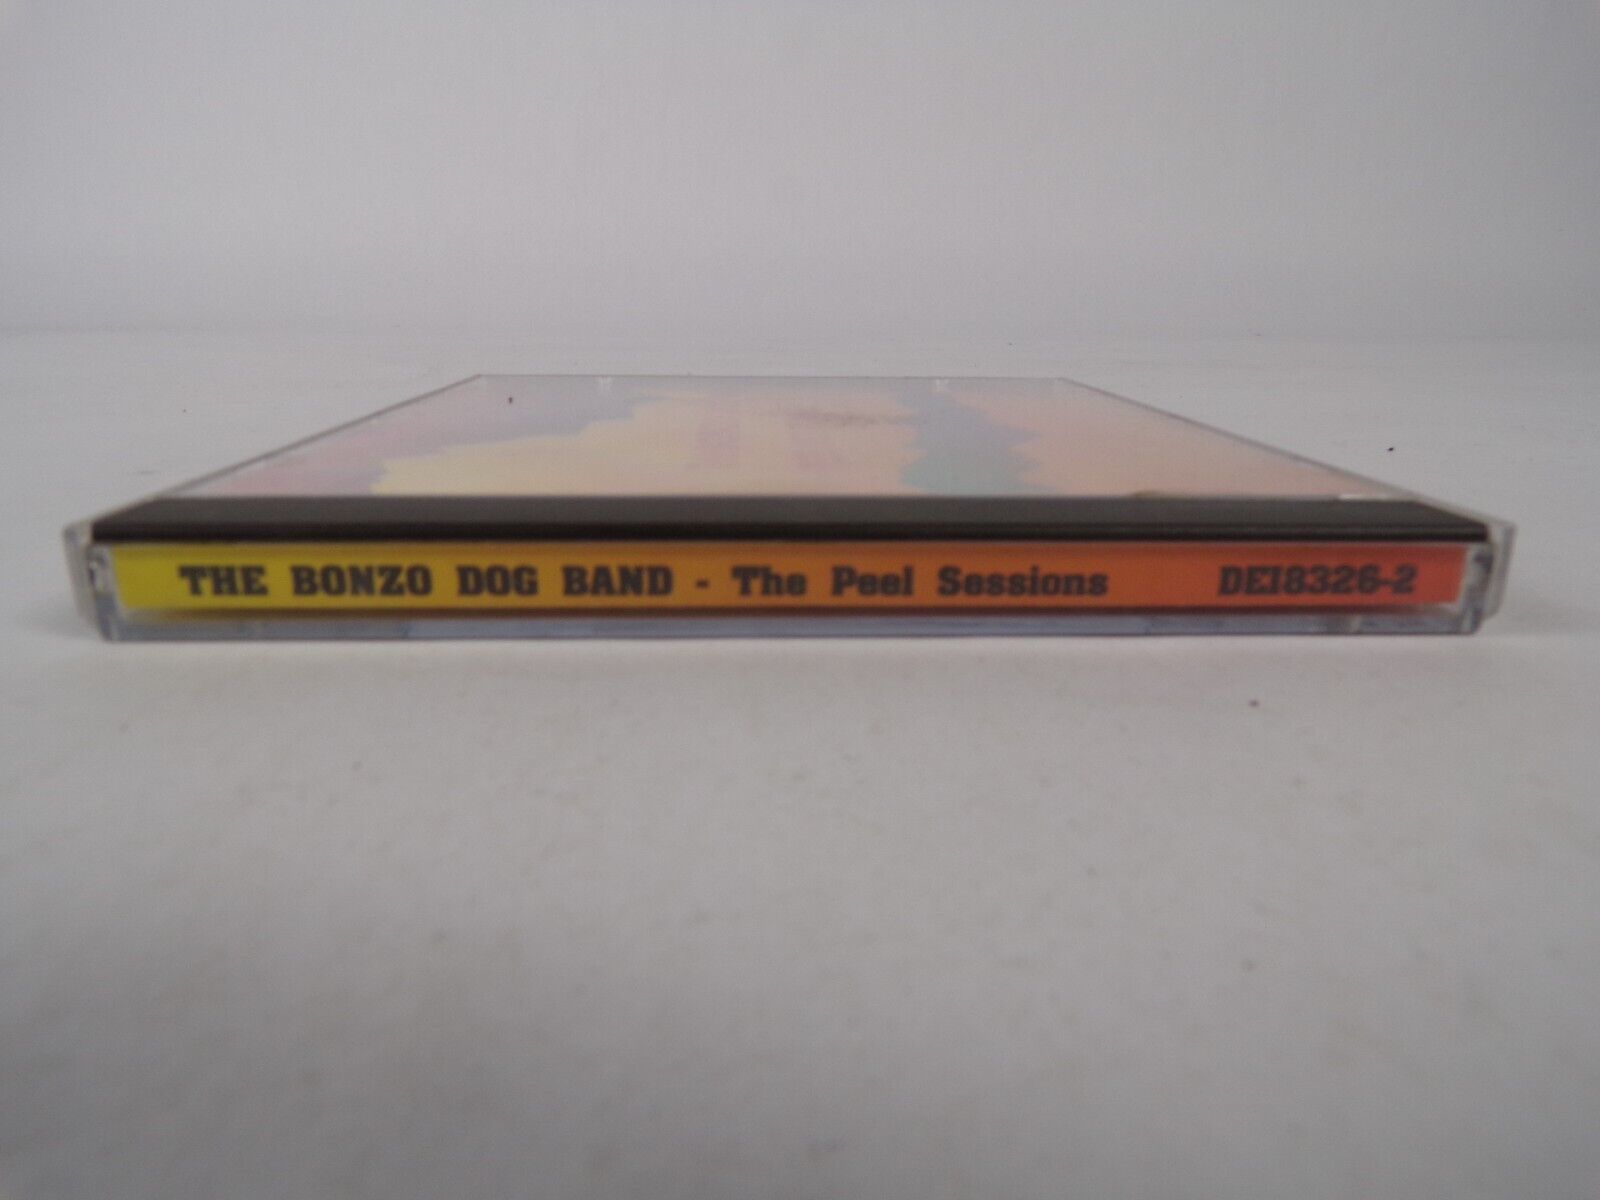 THE BONZO DOG BAND - The Peel Sessions DEI8326-2